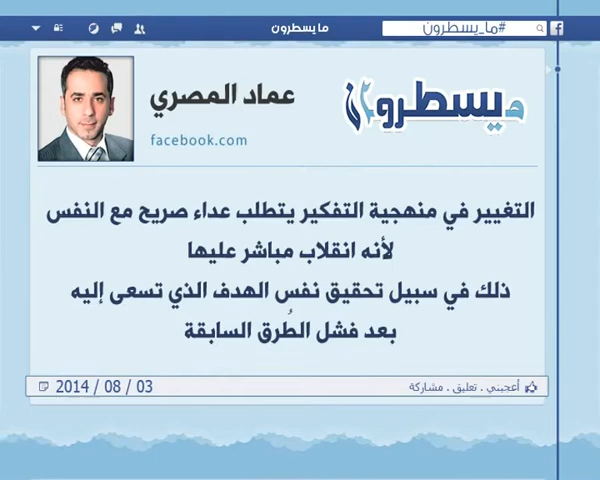 #ما_يسطرون
ما يسطرون
ما يسطرون
عماد المصري
facebook.com
التغيير في منهجية التفكير يتطلب عداء صريح مع النفس
لأنه انقلاب مباشر عليها
ذلك في سبيل تحقيق نفس الهدف الذي تسعى إليه
بعد فشل الطُرق السابقة
أعجبني . تعليق . مشاركة
2014 / 08 / 03